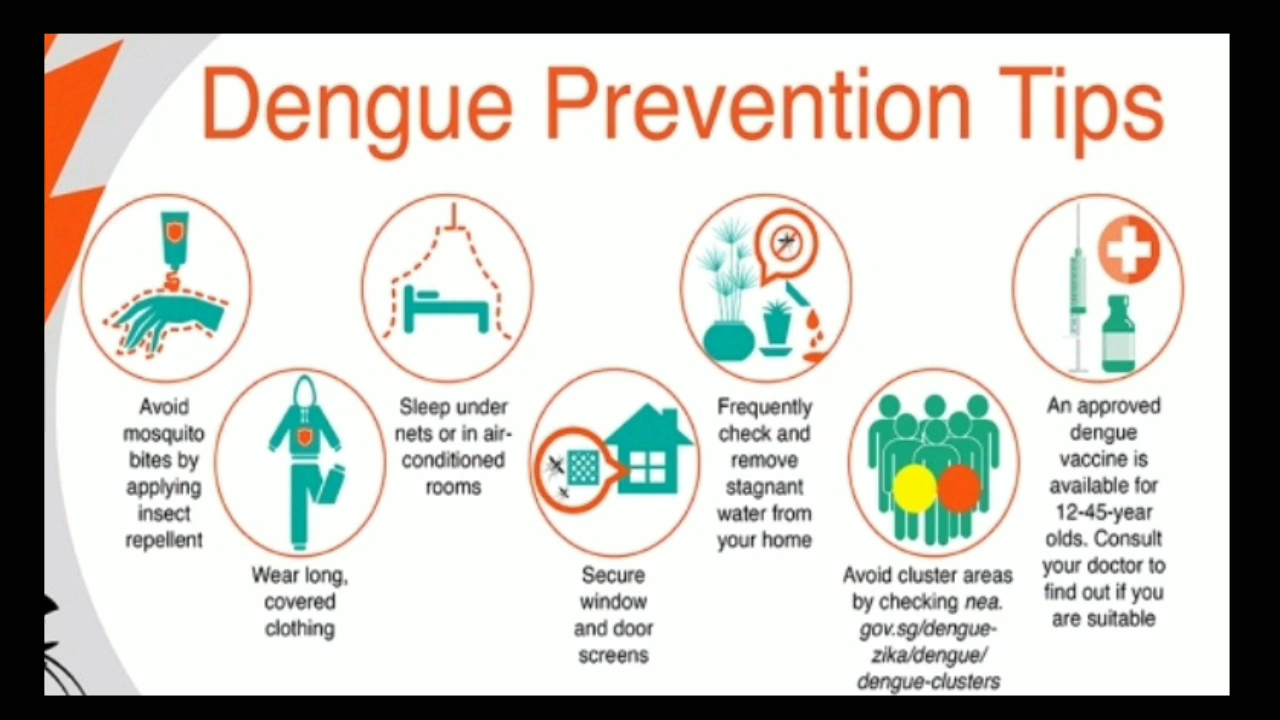 Dengue Prevention Tips
Avoid
mosquito
bites by
applying
insect
repellent
Wear long,
covered
clothing
Sleep under
nets or in air-
conditioned
rooms
Secure
window
and door
screens
Frequently
check and
remove
stagnant
water from
your home
Avoid cluster areas
by checking nea.
gov.sg/dengue-
zika/dengue/
dengue-clusters
An approved
dengue
vaccine is
available for
12-45-year
olds. Consult
your doctor to
find out if you
are suitable